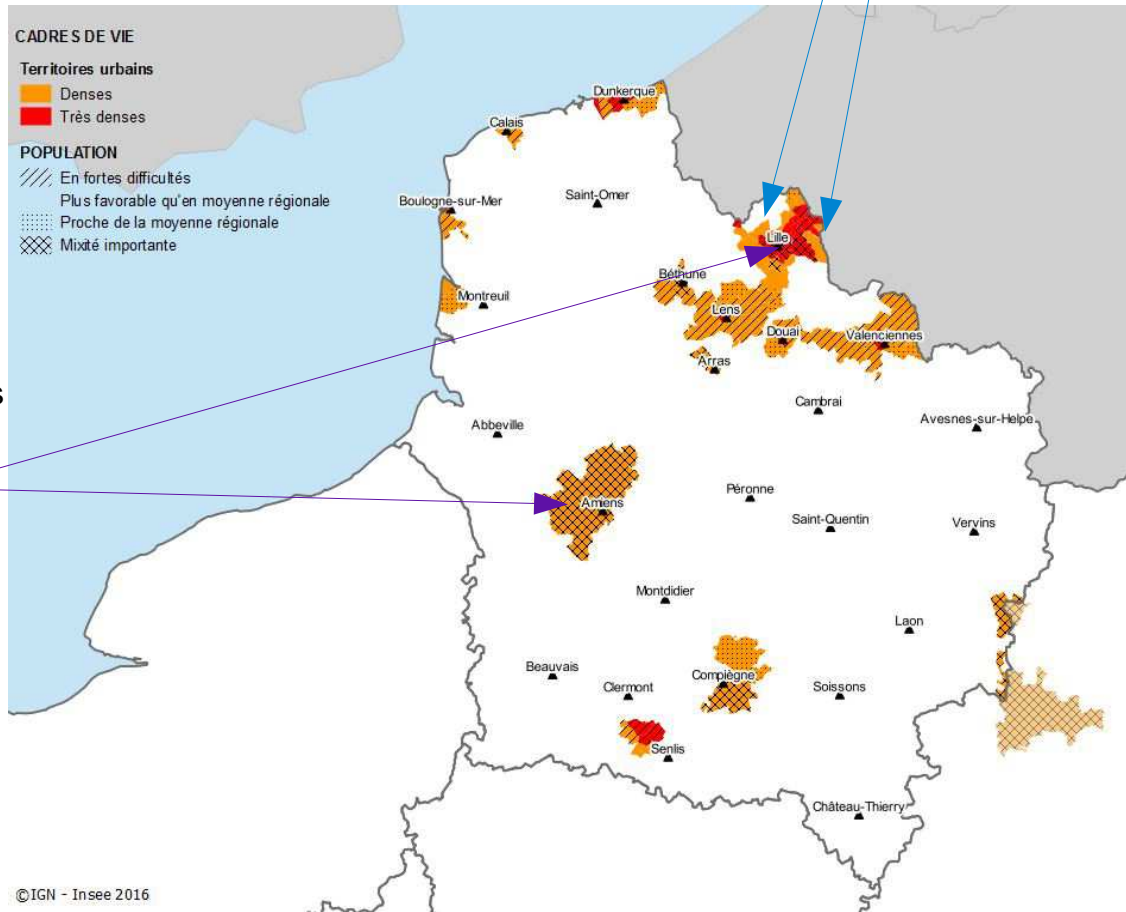 CADRES DE VIE
Territoires urbains
Denses
Très denses
POPULATION
En fortes difficultés
Plus favorable qu'en moyenne régionale
Proche de la moyenne régionale
Mixité importante
Dunkerque
Calais
Saint-Omer
Boulogne-sur-Mer
Lille
Béthune
Montreuil
Lens
Douai
Valenciennes
Arras
s
Cambrai
Avesnes-sur-Helpe
Abbeville
Péronne
Amiens
Saint-Quentin
Vervins
Montdidier
Laon
Beauvais
Clermont
Compiègne
Soissons
Senlis
Château-Thierry
©IGN - Insee 2016